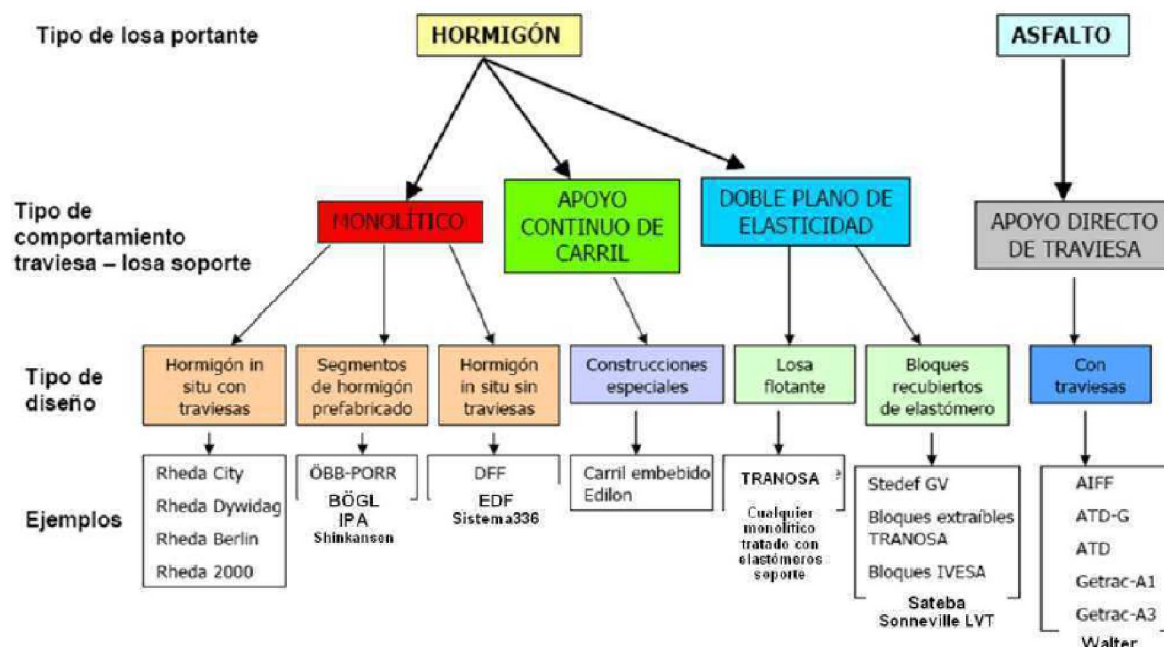 Tipo de losa portante
HORMIGÓN
ASFALTO
Tipo de
comportamiento
traviesa – losa soporte
MONOLÍTICO
APOYO
CONTINUO DE
CARRIL
DOBLE PLANO DE
ELASTICIDAD
APOYO DIRECTO
DE TRAVIESA
Tipo de
diseño
Hormigón in
situ con
traviesas
Segmentos
de hormigón
prefabricado
Hormigón
in situ sin
traviesas
Construcciones
especiales
Losa
flotante
Bloques
recubiertos
de elastómero
Con
traviesas
Ejemplos
Rheda City
Rheda Dywidag
Rheda Berlin
Rheda 2000
ÖBB-PORR
BÖGL
IPA
Shinkansen
DFF
EDF
Sistema336
Carril embebido
Edilon
TRANOSA
Cualquier
monolítico
tratado con
elastómeros
soporte
Stedef GV
Bloques extraíbles
TRANOSA
Bloques IVESA
Sateba
Sonneville LVT
AIFF
ATD-G
ATD
Getrac-A1
Getrac-A3
Walter